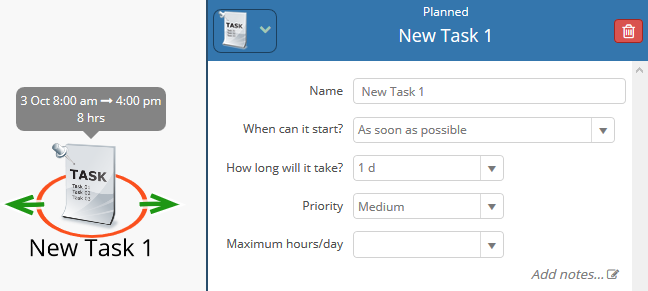 3 Oct 8:00 am ➞ 4:00 pm
8 hrs
TASK
Task 01
Task 02
Task 03
New Task 1
TASK
Planned
New Task 1
Name
New Task 1
When can it start?
As soon as possible
How long will it take?
1 d
Priority
Medium
Maximum hours/day
Add notes...